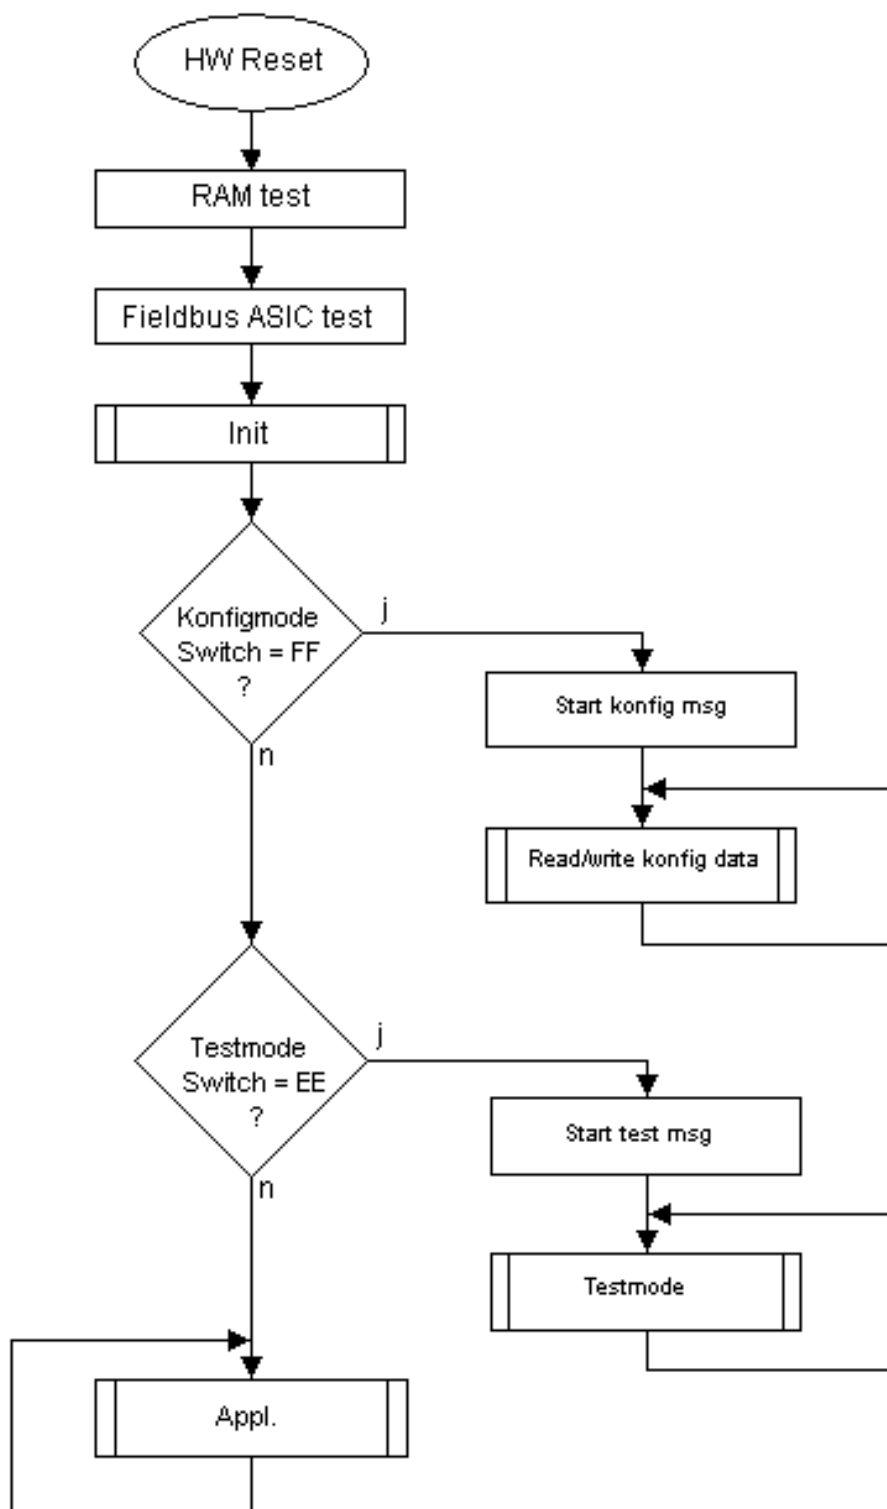 HW Reset
RAM test
Fieldbus ASIC test
Init
Konfigmode
Switch = FF
?
j
n
Start konfig msg
Read/write konfig data
Testmode
Switch = EE
?
j
n
Start test msg
Testmode
Appl.